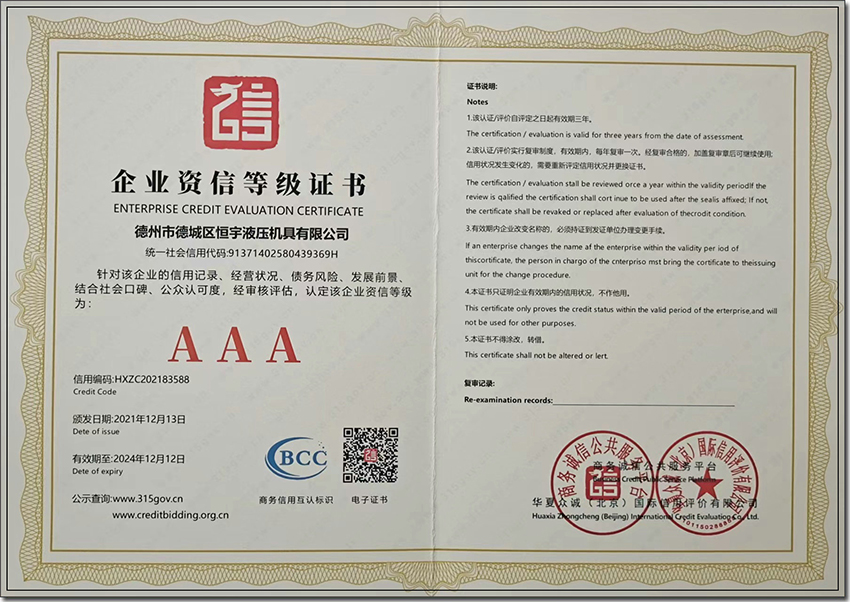 企业资信等级证书
ENTERPRISE CREDIT EVALUATION CERTIFICATE
德州市德城区恒宇液压机具有限公司
统一社会信用代码:91371402580439369H
针对该企业的信用记录、经营状况、债务风险、发展前景、
结合社会口碑、公众认可度，经审核评估，认定该企业资信等级
为：
AAA
信用编码:HXZC202183588
Credit Code
颁发日期:2021年12月13日
Date of issue
有效期至:2024年12月12日
Date of expiry
BCC
商务信用互认标识
电子证书
公示查询:www.315gov.cn
www.creditbidding.org.cn
证书说明:
Notes
1.该认证/评价自评定之日起有效期三年。
The certification / evaluation is valid for three years from the date of assessment.
2.该认证/评价实行复审制度，有效期内，每年复审一次。经复审合格的，加盖复审章后可继续使用;
信用状况发生变化的，需要重新评定信用状况并更换证书。
The certification / evaluation stall be reviewed orce a year within the validity periodIf the
review is qalified the certification shall cort inue to be used after the sealis affixed; If not,
the certificate shall be revaked or replaced after evaluation of thecrodit condition.
3.有效期内企业改变名称的，必须持证到发证单位办理变更手续。
If an enterprise changes the name af the enterprise within the validity per iod of
thiscortificate, the person in chargo of the cnterpriso mst bring the certificate to theissuing
unit for the change procedure.
4.本证书只证明企业有效期内的信用状况，不作他用。
This certificate only proves the credit status within the valid period of the erterprise,and will
not be used for other purposes.
5.本证书不得涂改，转借。
This certificate shall not be altered or lert.
复审记录:
Re-examination records:
商务诚信公共服务平台
商务诚信公共服务平台
Business Credit Public Service Platform
华夏众诚（北京）国际信用评价有限公司
Huaxia Zhongcheng (Beijing) International Credit Evaluation Co., Ltd.